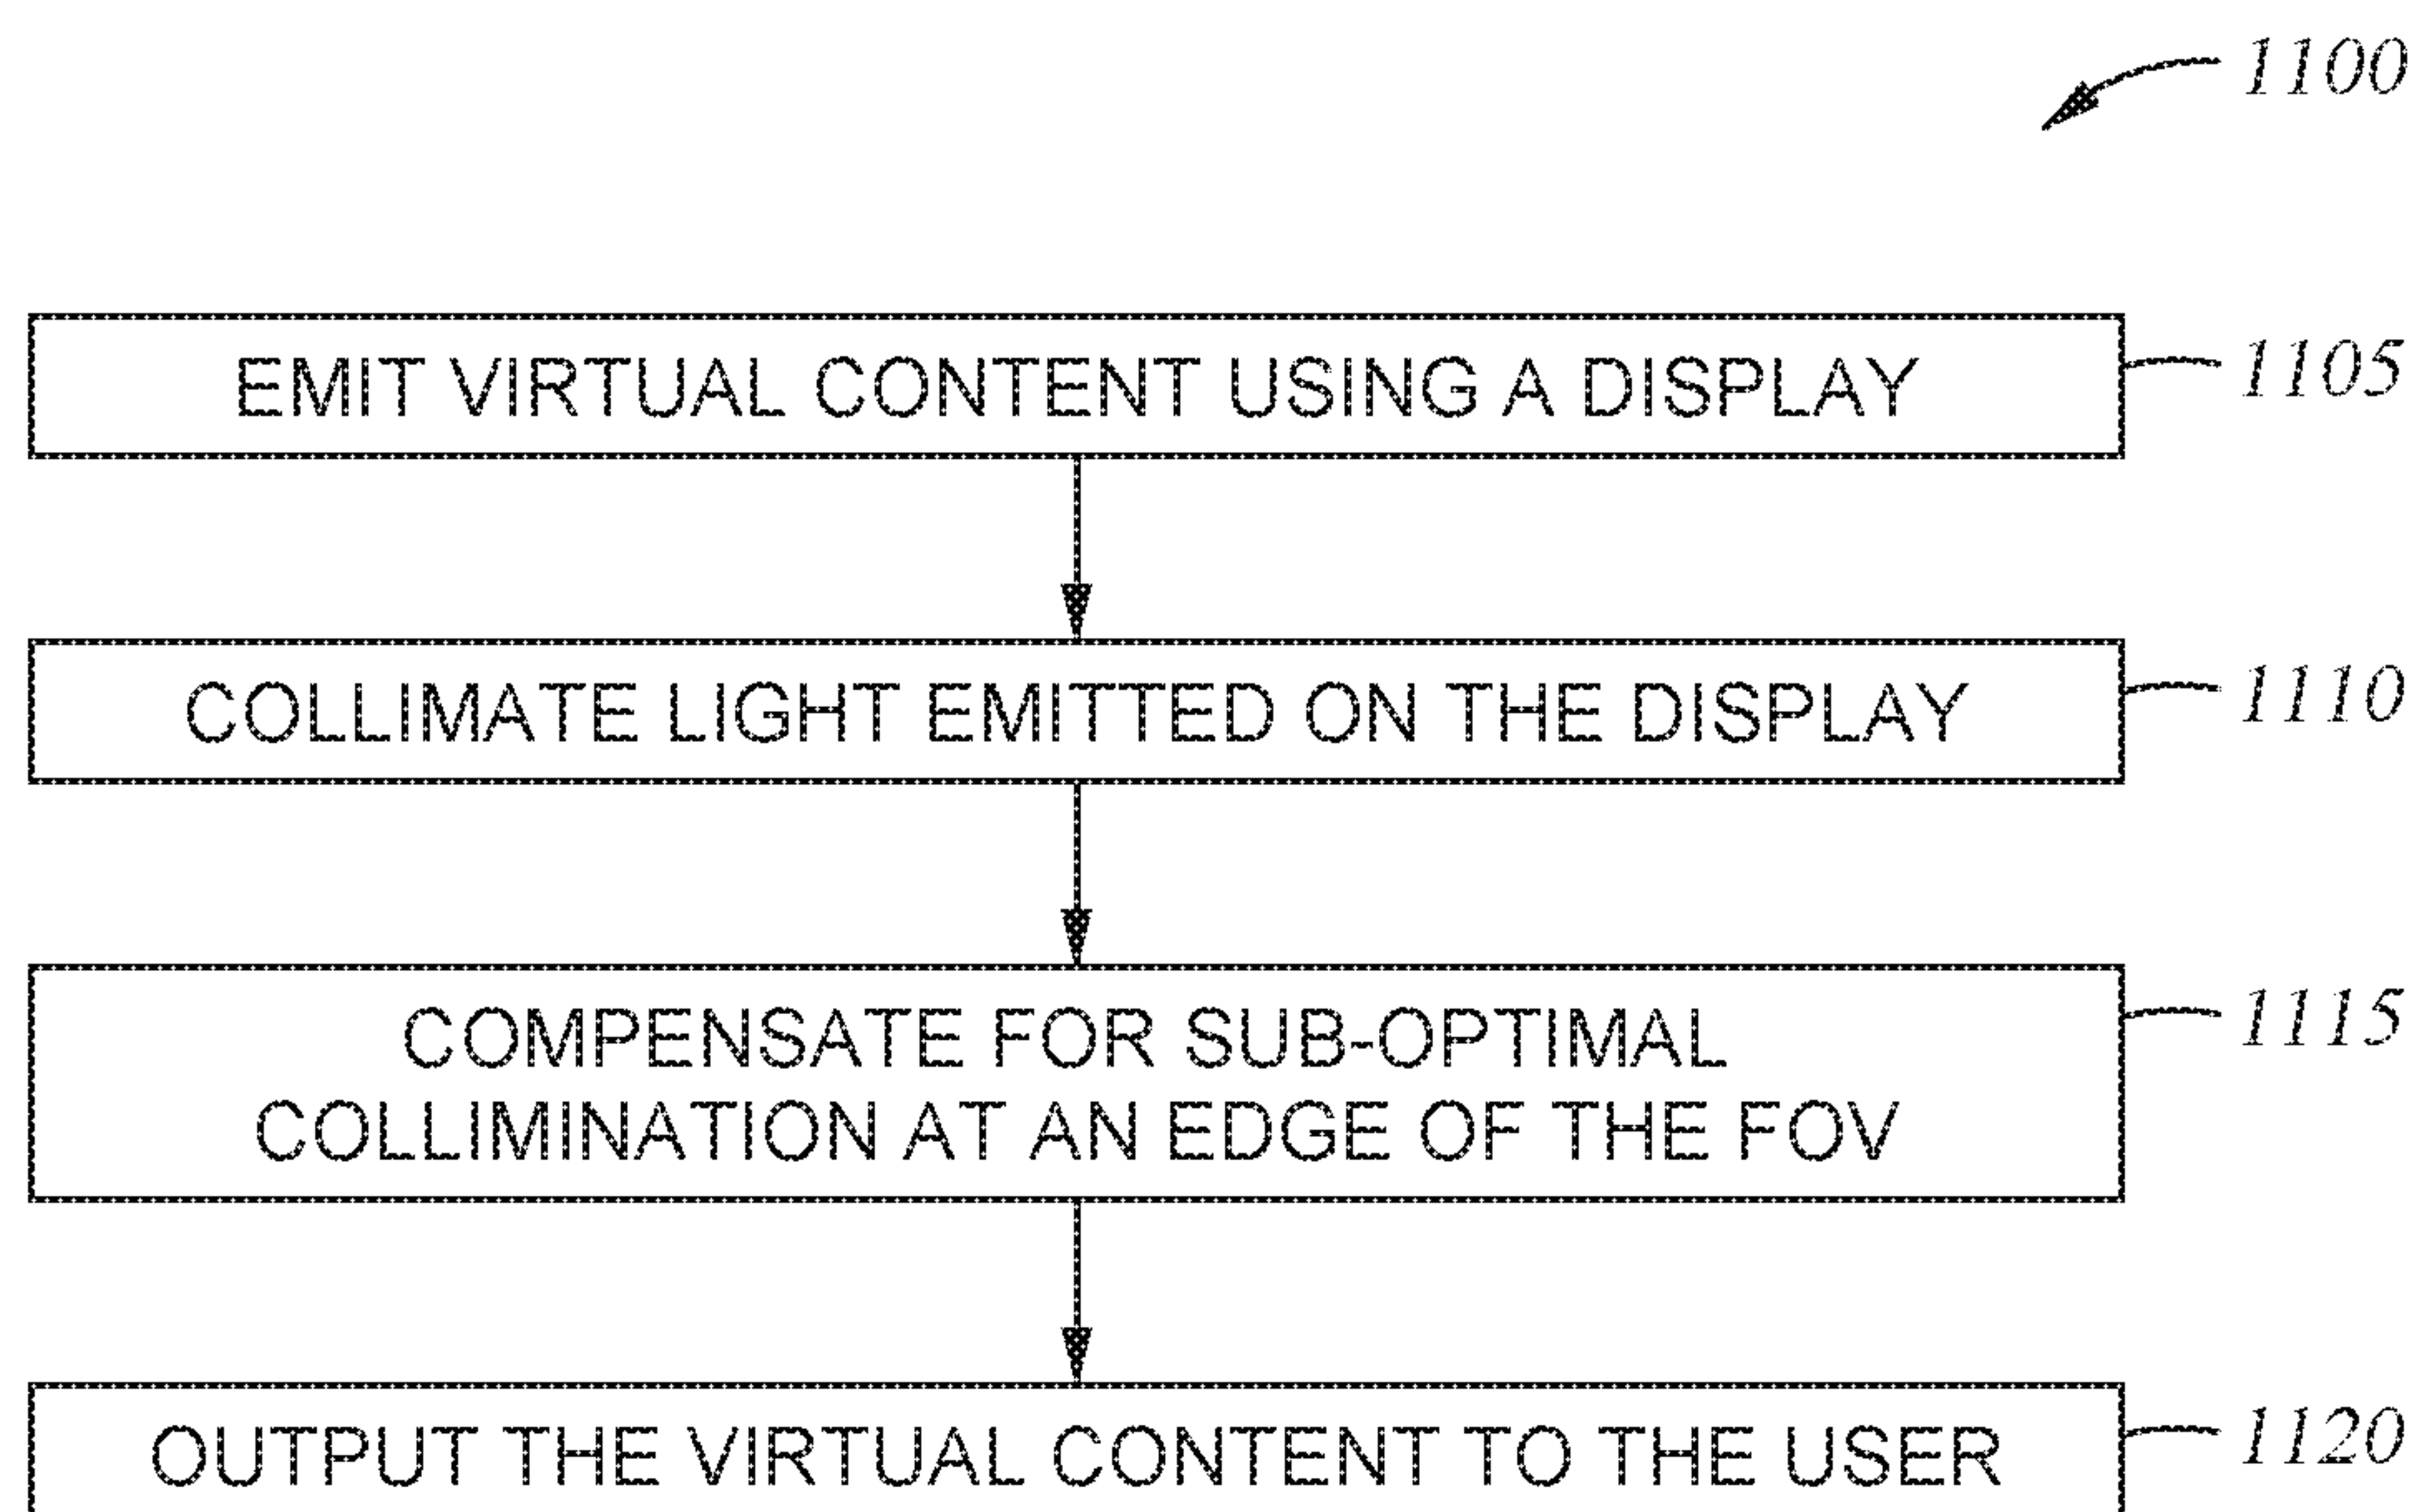 1100
EMIT VIRTUAL CONTENT USING A DISPLAY
1105
COLLIMATE LIGHT EMITTED ON THE DISPLAY
1110
COMPENSATE FOR SUB-OPTIMAL
COLLIMINATION AT AN EDGE OF THE FOV
1115
OUTPUT THE VIRTUAL CONTENT TO THE USER
1120